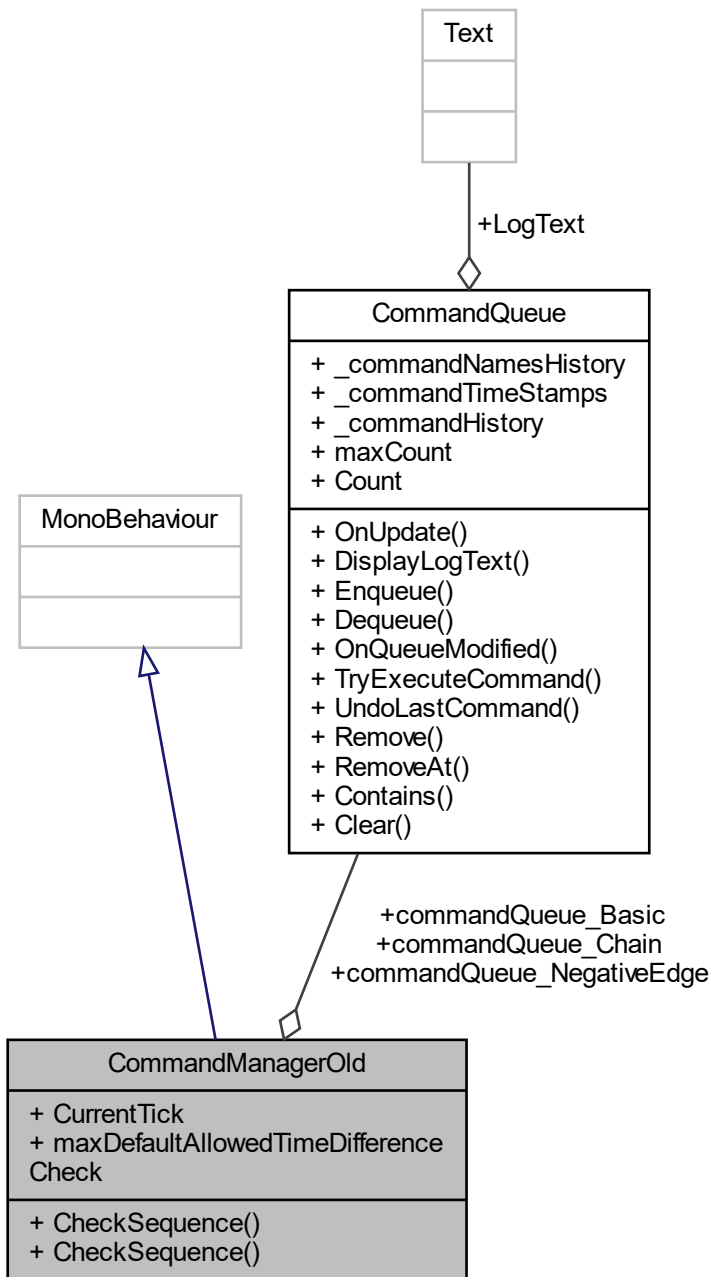 Text
+LogText
CommandQueue
+ _commandNamesHistory
+ _commandTimeStamps
+ _commandHistory
+ maxCount
+ Count
+ OnUpdate()
+ DisplayLogText()
+ Enqueue()
+ Dequeue()
+ OnQueueModified()
+ TryExecuteCommand()
+ UndoLastCommand()
+ Remove()
+ RemoveAt()
+ Contains()
+ Clear()
MonoBehaviour
+commandQueue_Basic
+commandQueue_Chain
+commandQueue_NegativeEdge
CommandManagerOld
+ CurrentTick
+ maxDefaultAllowedTimeDifference
Check
+ CheckSequence()
+ CheckSequence()